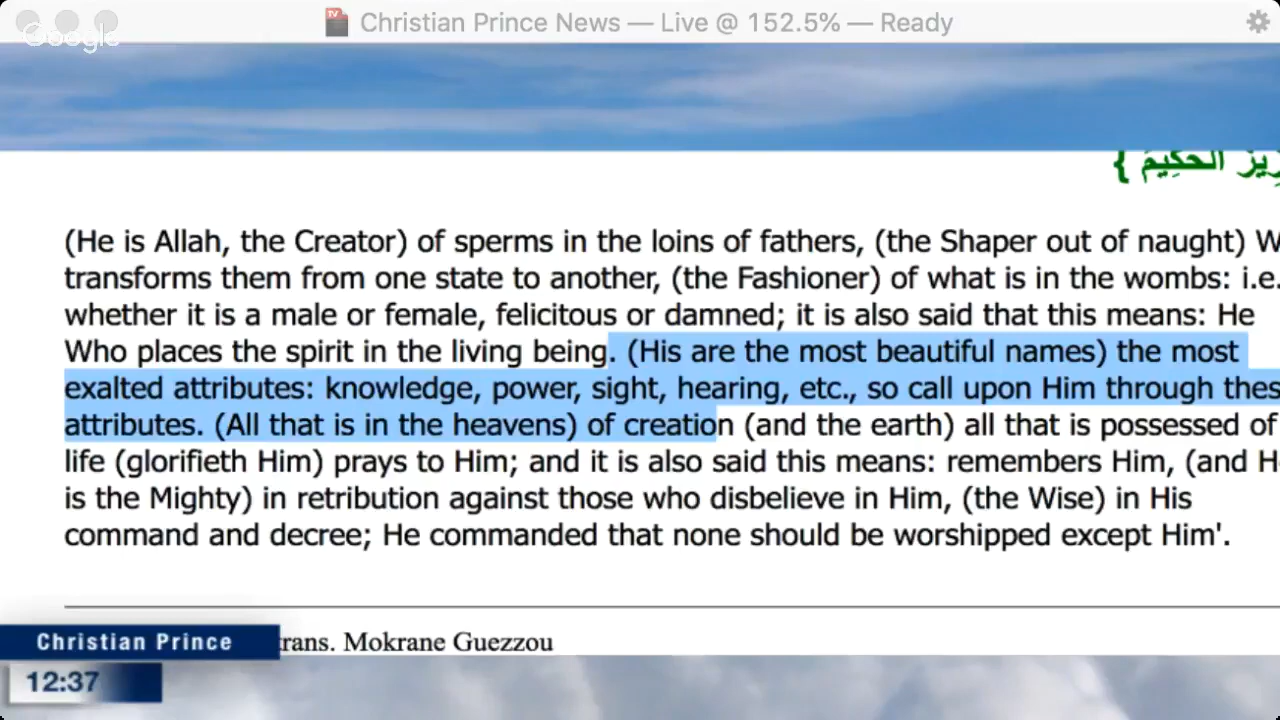 TV
Christian Prince News — Live @ 152.5% — Ready
Google
الحكيم }
(He is Allah, the Creator) of sperms in the loins of fathers, (the Shaper out of naught)
transforms them from one state to another, (the Fashioner) of what is in the wombs: i.e.
whether it is a male or female, felicitous or damned; it is also said that this means: He
Who places the spirit in the living being. (His are the most beautiful names) the most
exalted attributes: knowledge, power, sight, hearing, etc., so call upon Him through thes
attributes. (All that is in the heavens) of creation (and the earth) all that is possessed of
life (glorifieth Him) prays to Him; and it is also said this means: remembers Him, (and H
is the Mighty) in retribution against those who disbelieve in Him, (the Wise) in His
command and decree; He commanded that none should be worshipped except Him'.
Christian Prince
trans. Mokrane Guezzou
12:37